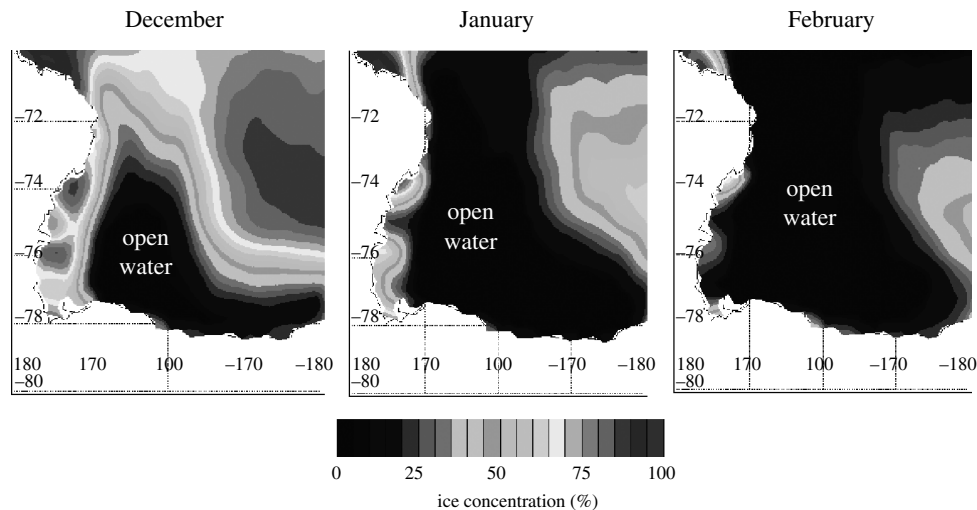 December
January
February
–72
–74
–76
–78
180 170 100 –180
–80
open
water
–72
–74
–76
–78
180 170 100 –170 –180
–80
open
water
–72
–74
–76
–78
180 170 100 –170 –180
–80
open
water
0 25 50 75 100
ice concentration (%)